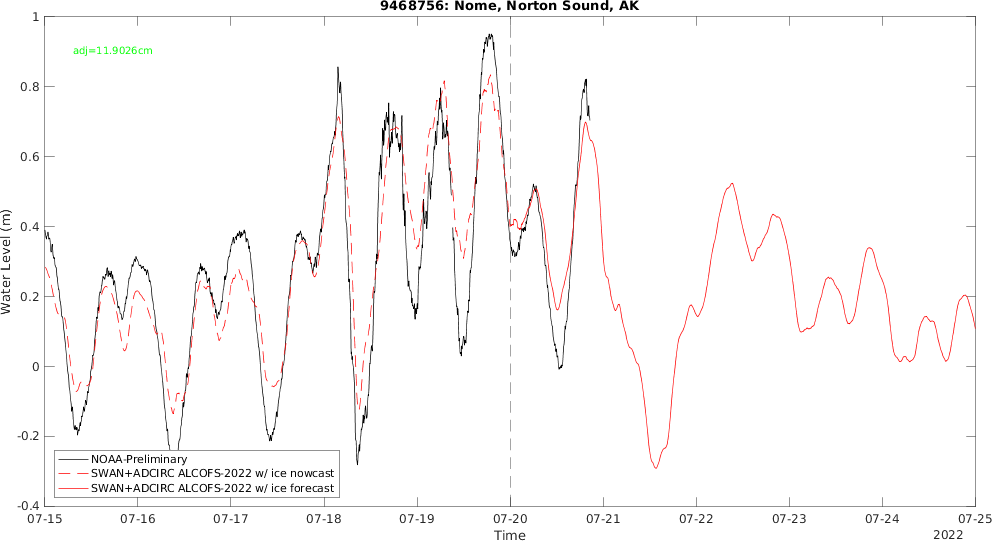 9468756: Nome, Norton Sound, AK
adj=11.9026cm
1
0.8
0.6
0.4
0.2
0
-0.2
-0.4
Water Level (m)
NOAA-Preliminary
SWAN+ADCIRC ALCOFS-2022 w/ ice nowcast
SWAN+ADCIRC ALCOFS-2022 w/ ice forecast
07-15 07-16 07-17 07-18 07-19 07-20 07-21 07-22 07-23 07-24 07-25
Time
2022